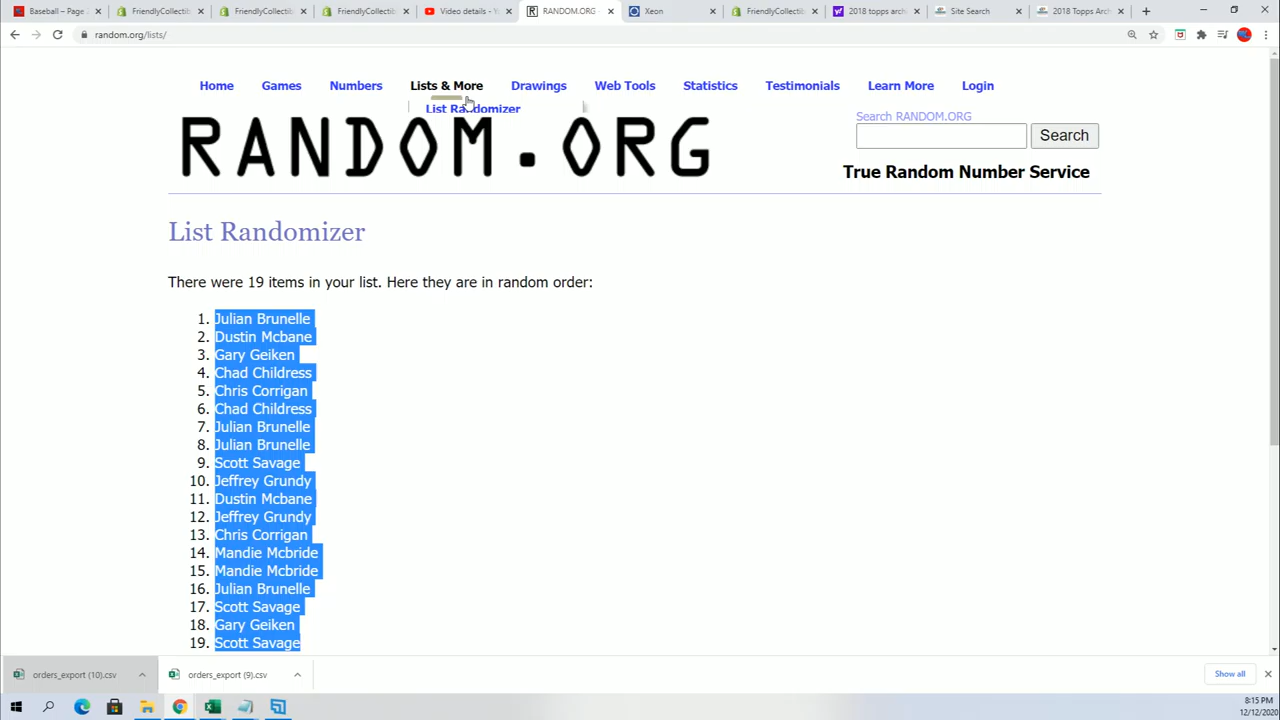 Baseball – Page
FriendlyCollectib
FriendlyCollectib
FriendlyCollectib
Video details - Y
RANDOM.ORG
Xeon
FriendlyCollectib
2018 topps arch
Site Search
2018 Topps Arch
random.org/lists/
Home Games Numbers Lists & More Drawings Web Tools Statistics Testimonials Learn More Login
List Randomizer
Search RANDOM.ORG
RANDOM.ORG
Search
True Random Number Service
List Randomizer
There were 19 items in your list. Here they are in random order:
1. Julian Brunelle
2. Dustin Mcbane
3. Gary Geiken
4. Chad Childress
5. Chris Corrigan
6. Chad Childress
7. Julian Brunelle
8. Julian Brunelle
9. Scott Savage
10. Jeffrey Grundy
11. Dustin Mcbane
12. Jeffrey Grundy
13. Chris Corrigan
14. Mandie Mcbride
15. Mandie Mcbride
16. Julian Brunelle
17. Scott Savage
18. Gary Geiken
19. Scott Savage
orders_export (10).csv
orders_export (9).csv
Show all
8:15 PM
12/12/2020